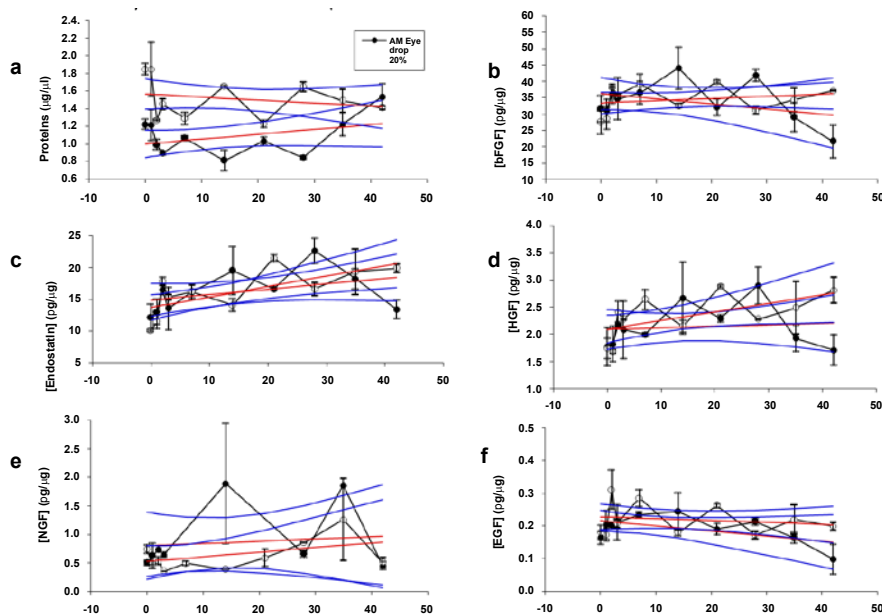 a
2.
1.8
1.6
1.4
1.2
1.0
0.8
0.6
Proteins (µg/µl)
-10 0 10 20 30 40 50
AM Eye
drop
20%
b
60
55
50
45
40
35
30
25
20
15
10
[bFGF] (pg/µg)
-10 0 10 20 30 40 50
c
25
20
15
10
5
0
[Endostatin] (pg/µg)
-10 0 10 20 30 40 50
d
4.0
3.5
3.0
2.5
2.0
1.5
1.0
[HGF] (pg/µg)
-10 0 10 20 30 40 50
e
3.0
2.5
2.0
1.5
1.0
0.5
0.0
[NGF] (pg/µg)
-10 0 10 20 30 40 50
f
0.5
0.4
0.3
0.2
0.1
0.0
[EGF] (pg/µg)
-10 0 10 20 30 40 50